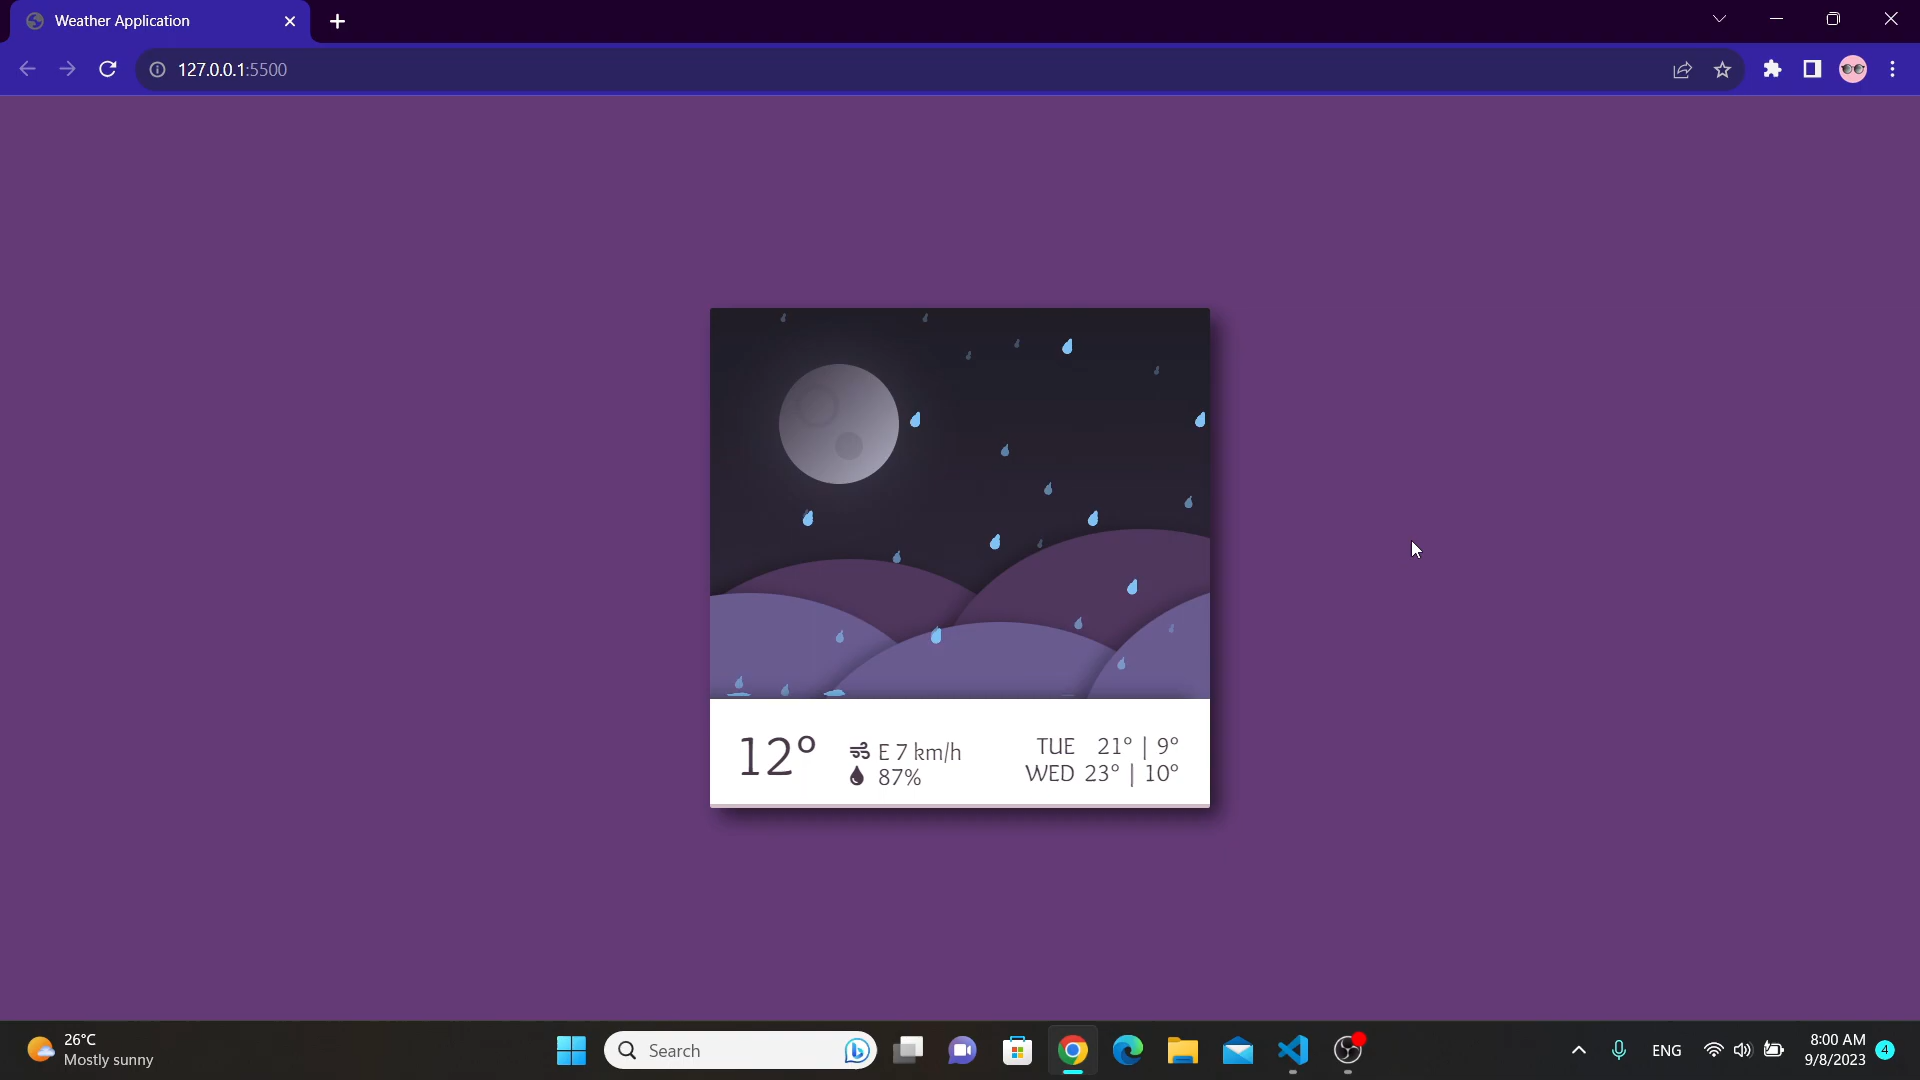 Weather Application
127.0.0.1:5500
12°
E 7 km/h
87%
TUE 21° | 9°
WED 23° | 10°
26°C
Mostly sunny
Search
ENG
8:00 AM
9/8/2023
4